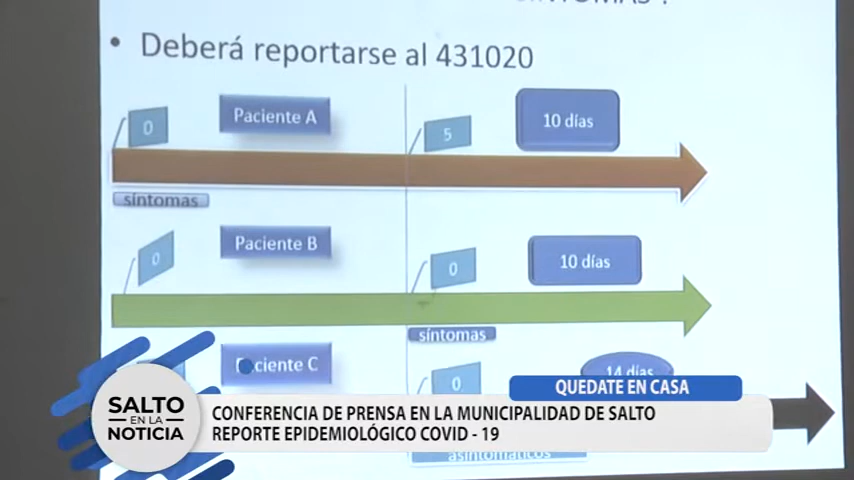 • Deberá reportarse al 431020
0
Paciente A
5
10 días
síntomas
0
Paciente B
0
10 días
síntomas
Paciente C
0
14 días
QUEDATE EN CASA
SALTO
EN LA
NOTICIA
CONFERENCIA DE PRENSA EN LA MUNICIPALIDAD DE SALTO
REPORTE EPIDEMIOLÓGICO COVID - 19
asintomáticos